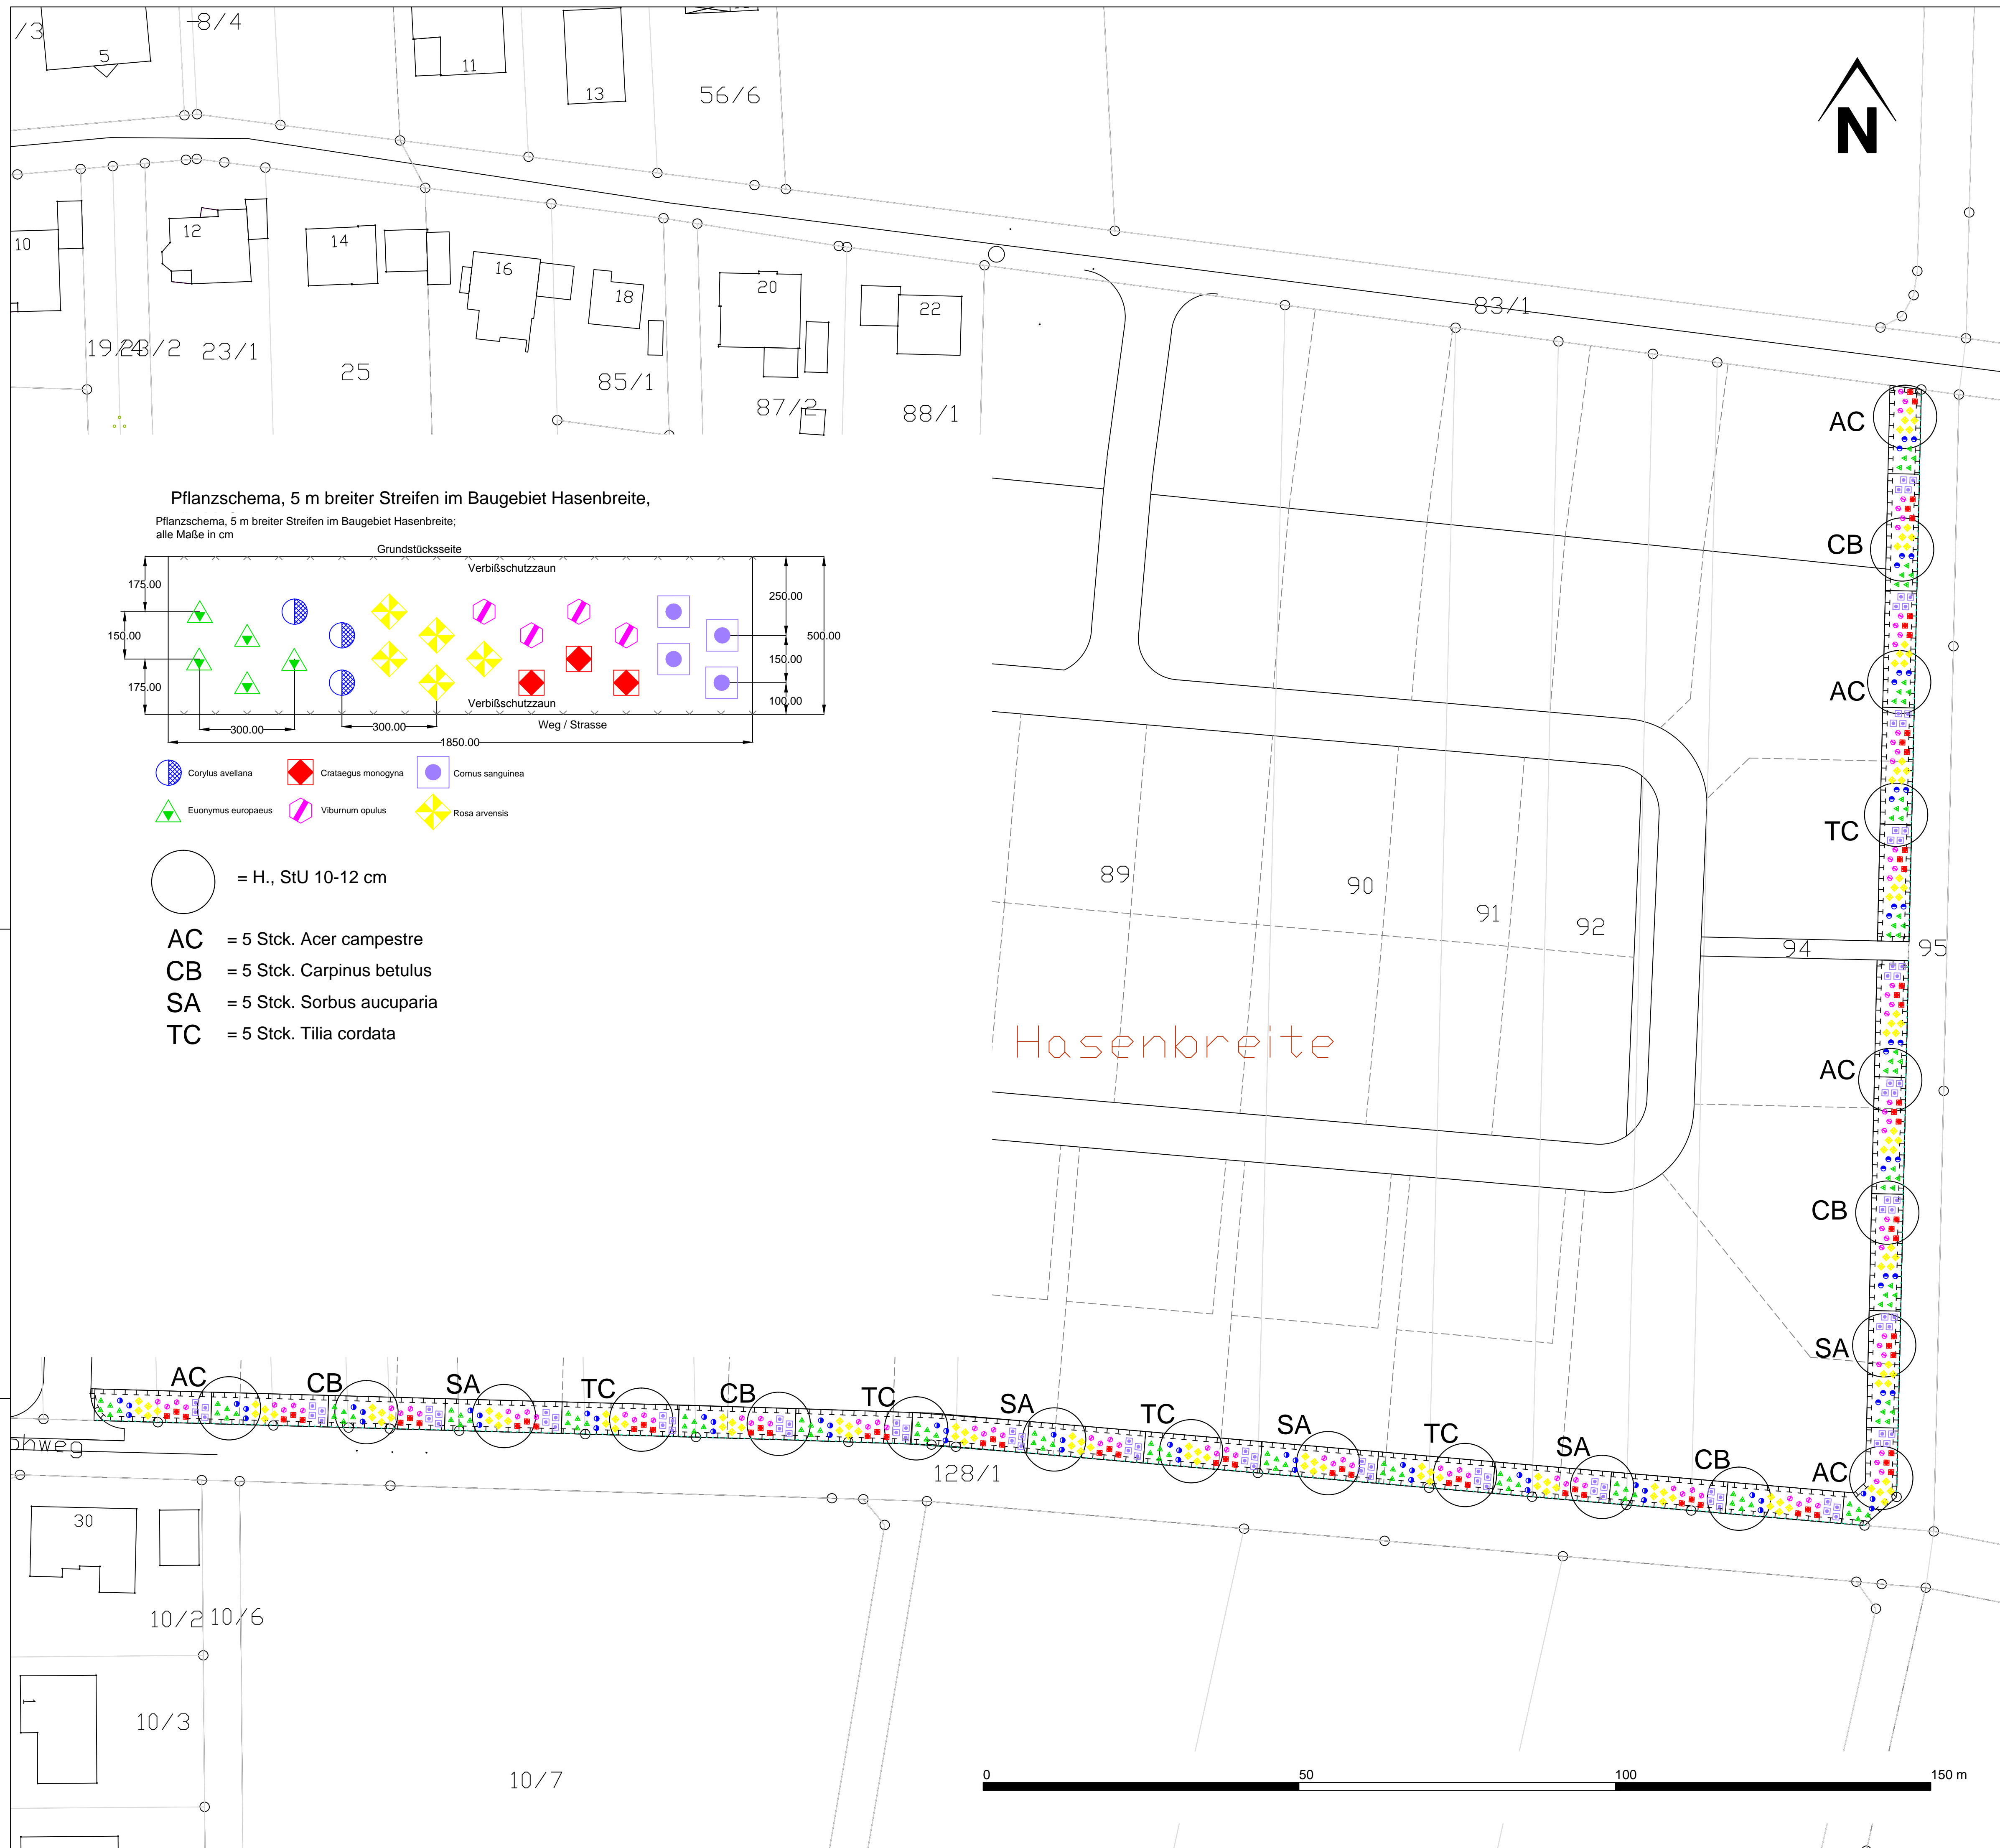 /3
5
8/4
11
13
56/6
N
10
12
14
16
18
20
22
83/1
19/4
23/2
23/1
25
85/1
87/2
88/1
AC
CB
AC
TC
Pflanzschema, 5 m breiter Streifen im Baugebiet Hasenbreite,
Pflanzschema, 5 m breiter Streifen im Baugebiet Hasenbreite;
alle Maße in cm
Grundstücksseite
Verbißschutzzaun
175.00
150.00
175.00
250.00
500.00
150.00
100.00
Verbißschutzzaun
Weg / Strasse
300.00
300.00
1850.00
Corylus avellana
Crataegus monogyna
Cornus sanguinea
Euonymus europaeus
Viburnum opulus
Rosa arvensis
= H., StU 10-12 cm
AC = 5 Stck. Acer campestre
CB = 5 Stck. Carpinus betulus
SA = 5 Stck. Sorbus aucuparia
TC = 5 Stck. Tilia cordata
89
90
91
92
94
95
Hasenbreite
AC
CB
SA
AC
CB
SA
TC
CB
TC
SA
TC
SA
TC
SA
CB
AC
ohweg
128/1
30
10/2
10/6
1
10/3
10/7
0
50
100
150 m